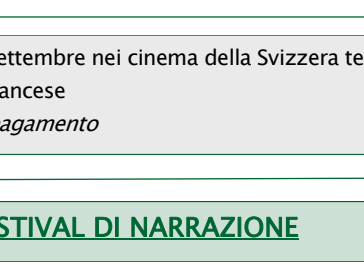 ettembre nei cinema della Svizzera te
ancese
agamento
STIVAL DI NARRAZIONE